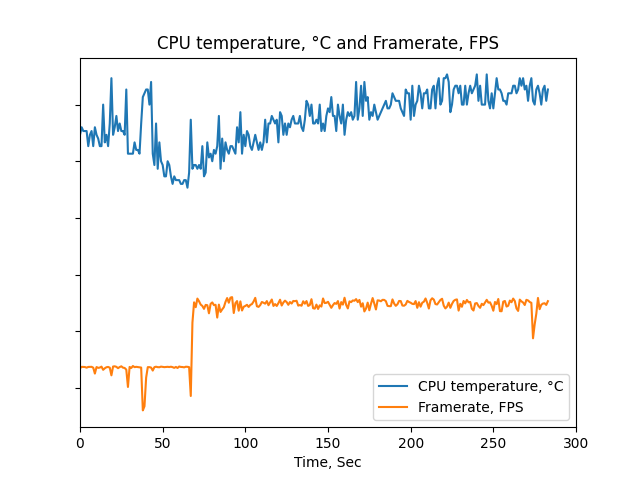 CPU temperature, °C and Framerate, FPS
CPU temperature, °C
Framerate, FPS
0 50 100 150 200 250 300
Time, Sec